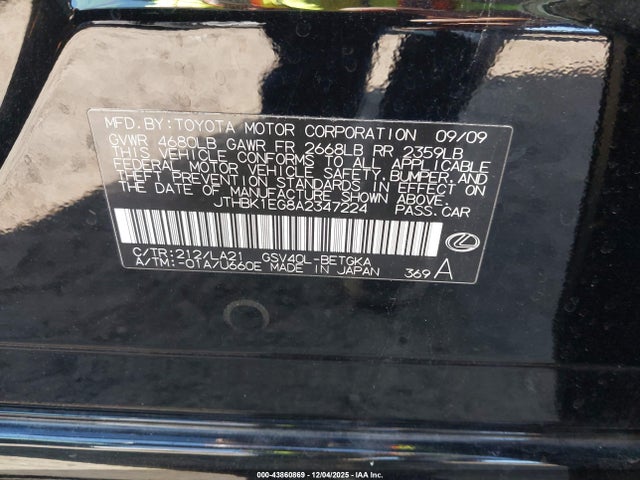 MFD.BY:TOYOTA MOTOR CORPORATION 09/09
GVWR 4680LB GAWR FR 2668LB RR 2359LB
THIS VEHICLE CONFORMS TO ALL APPLICABLE
FEDERAL MOTOR VEHICLE SAFETY,BUMPER,AND
THEFT PREVENTION STANDARDS IN EFFECT ON
THE DATE OF MANUFACTURE SHOWN ABOVE.
JTHBK1EG8A2347224 PASS.CAR
C/TR:212/LA21 GSV40L-BETGKA
A/TM:-01A/U660E MADE IN JAPAN 369 A
000-43860869 - 12/04/2025 - IAA Inc.